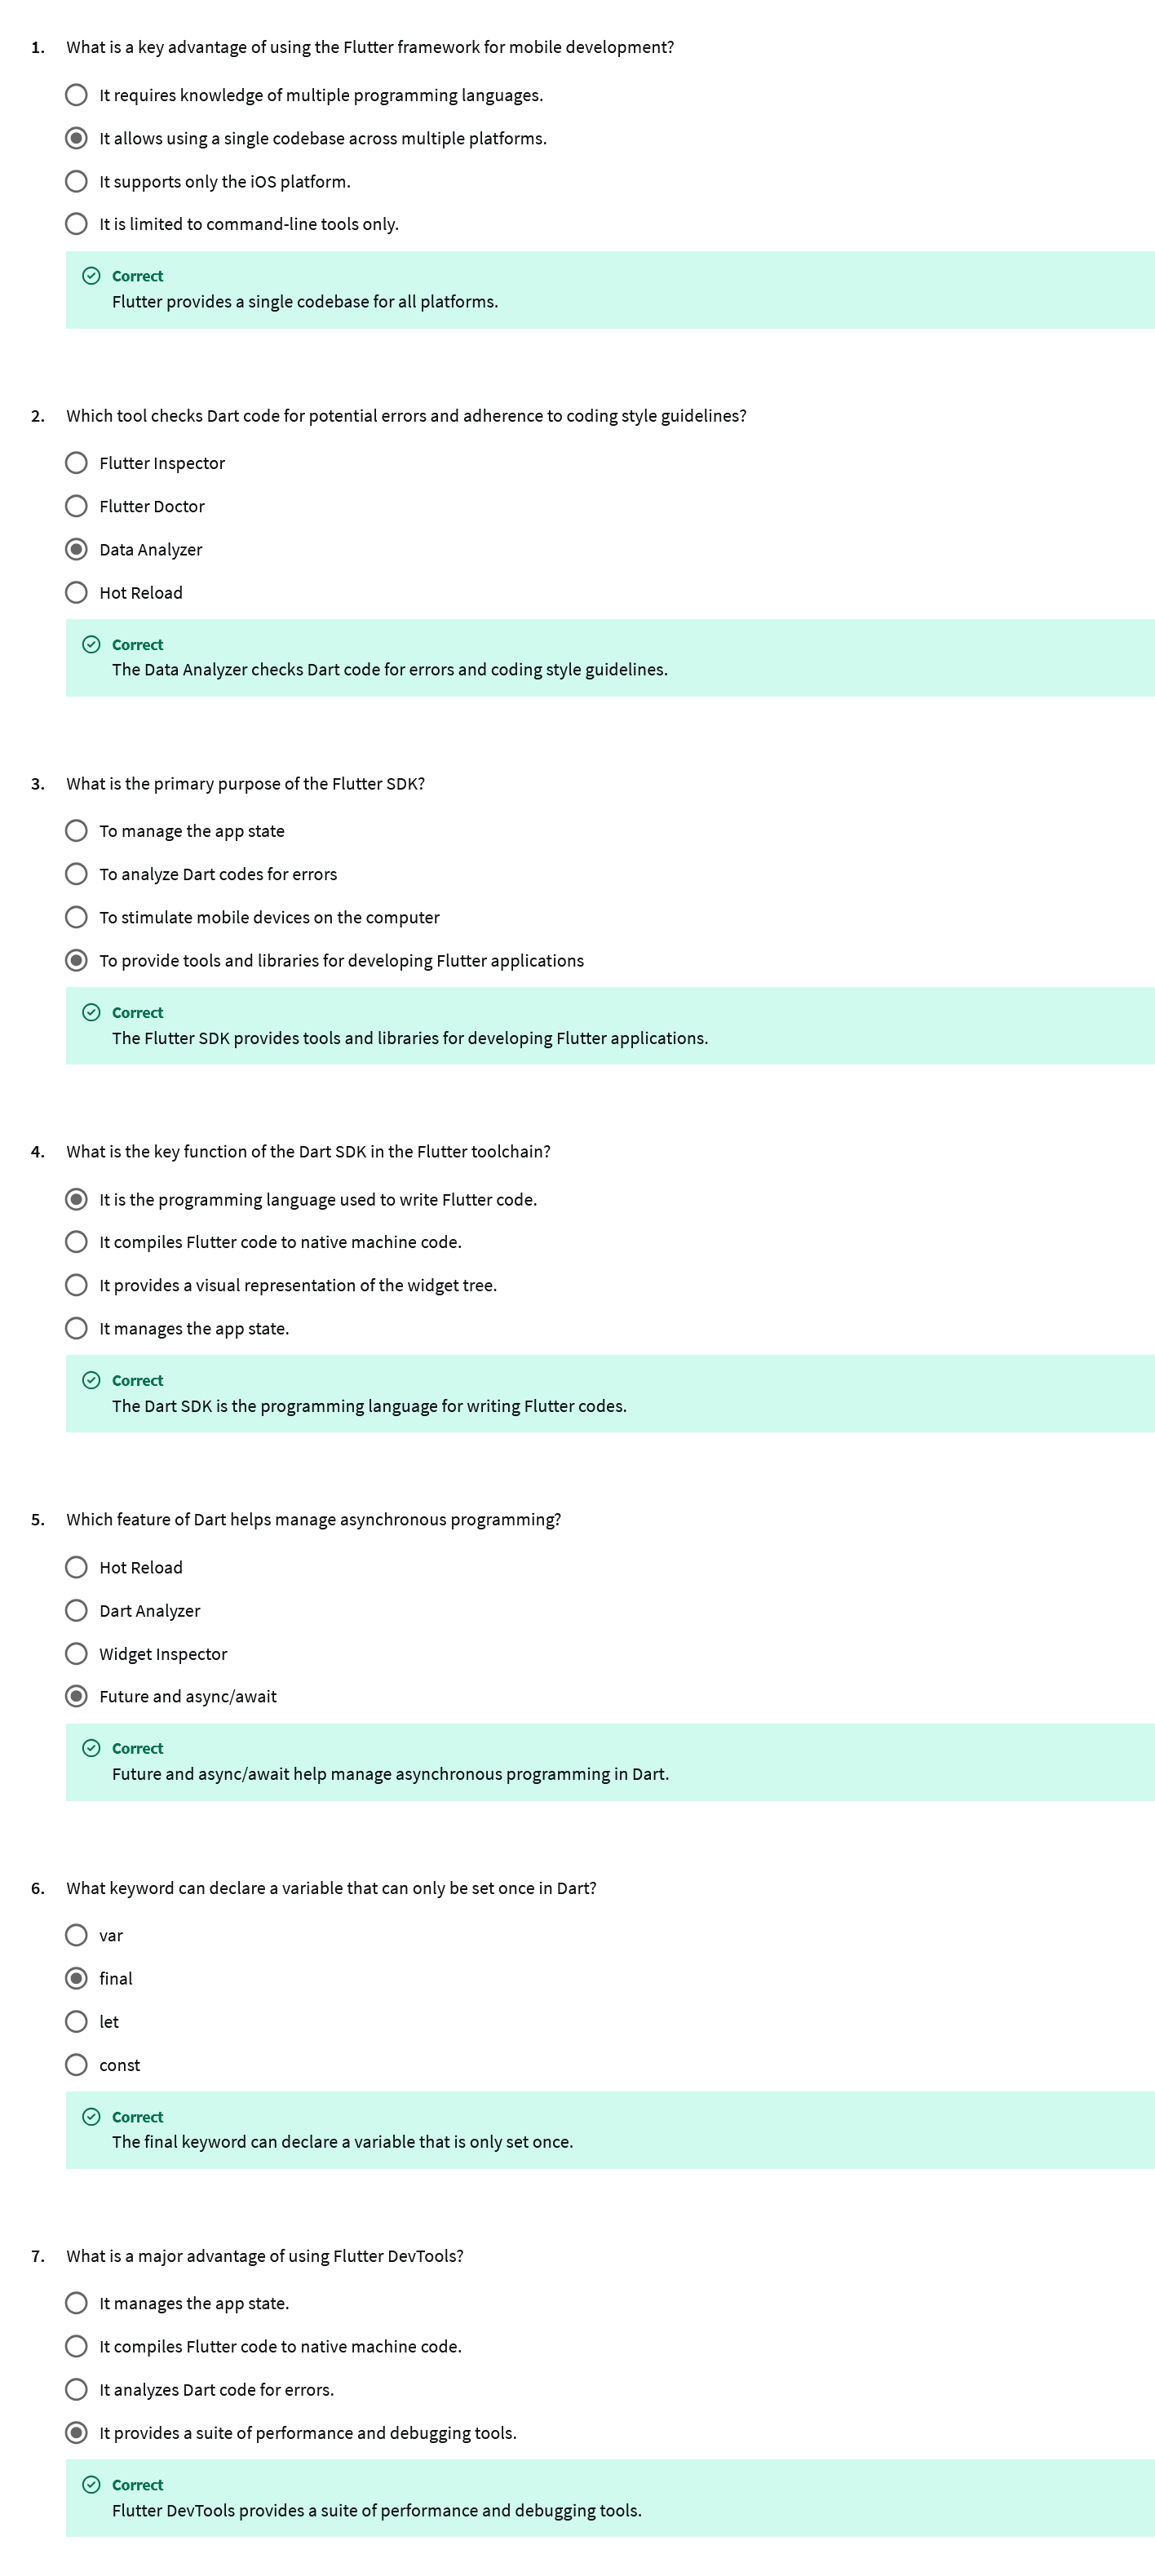 1. What is a key advantage of using the Flutter framework for mobile development?
It requires knowledge of multiple programming languages.
It allows using a single codebase across multiple platforms.
It supports only the iOS platform.
It is limited to command-line tools only.
Correct
Flutter provides a single codebase for all platforms.
2. Which tool checks Dart code for potential errors and adherence to coding style guidelines?
Flutter Inspector
Flutter Doctor
Data Analyzer
Hot Reload
Correct
The Data Analyzer checks Dart code for errors and coding style guidelines.
3. What is the primary purpose of the Flutter SDK?
To manage the app state
To analyze Dart codes for errors
To stimulate mobile devices on the computer
To provide tools and libraries for developing Flutter applications
Correct
The Flutter SDK provides tools and libraries for developing Flutter applications.
4. What is the key function of the Dart SDK in the Flutter toolchain?
It is the programming language used to write Flutter code.
It compiles Flutter code to native machine code.
It provides a visual representation of the widget tree.
It manages the app state.
Correct
The Dart SDK is the programming language for writing Flutter codes.
5. Which feature of Dart helps manage asynchronous programming?
Hot Reload
Dart Analyzer
Widget Inspector
Future and async/await
Correct
Future and async/await help manage asynchronous programming in Dart.
6. What keyword can declare a variable that can only be set once in Dart?
var
final
let
const
Correct
The final keyword can declare a variable that is only set once.
7. What is a major advantage of using Flutter DevTools?
It manages the app state.
It compiles Flutter code to native machine code.
It analyzes Dart code for errors.
It provides a suite of performance and debugging tools.
Correct
Flutter DevTools provides a suite of performance and debugging tools.